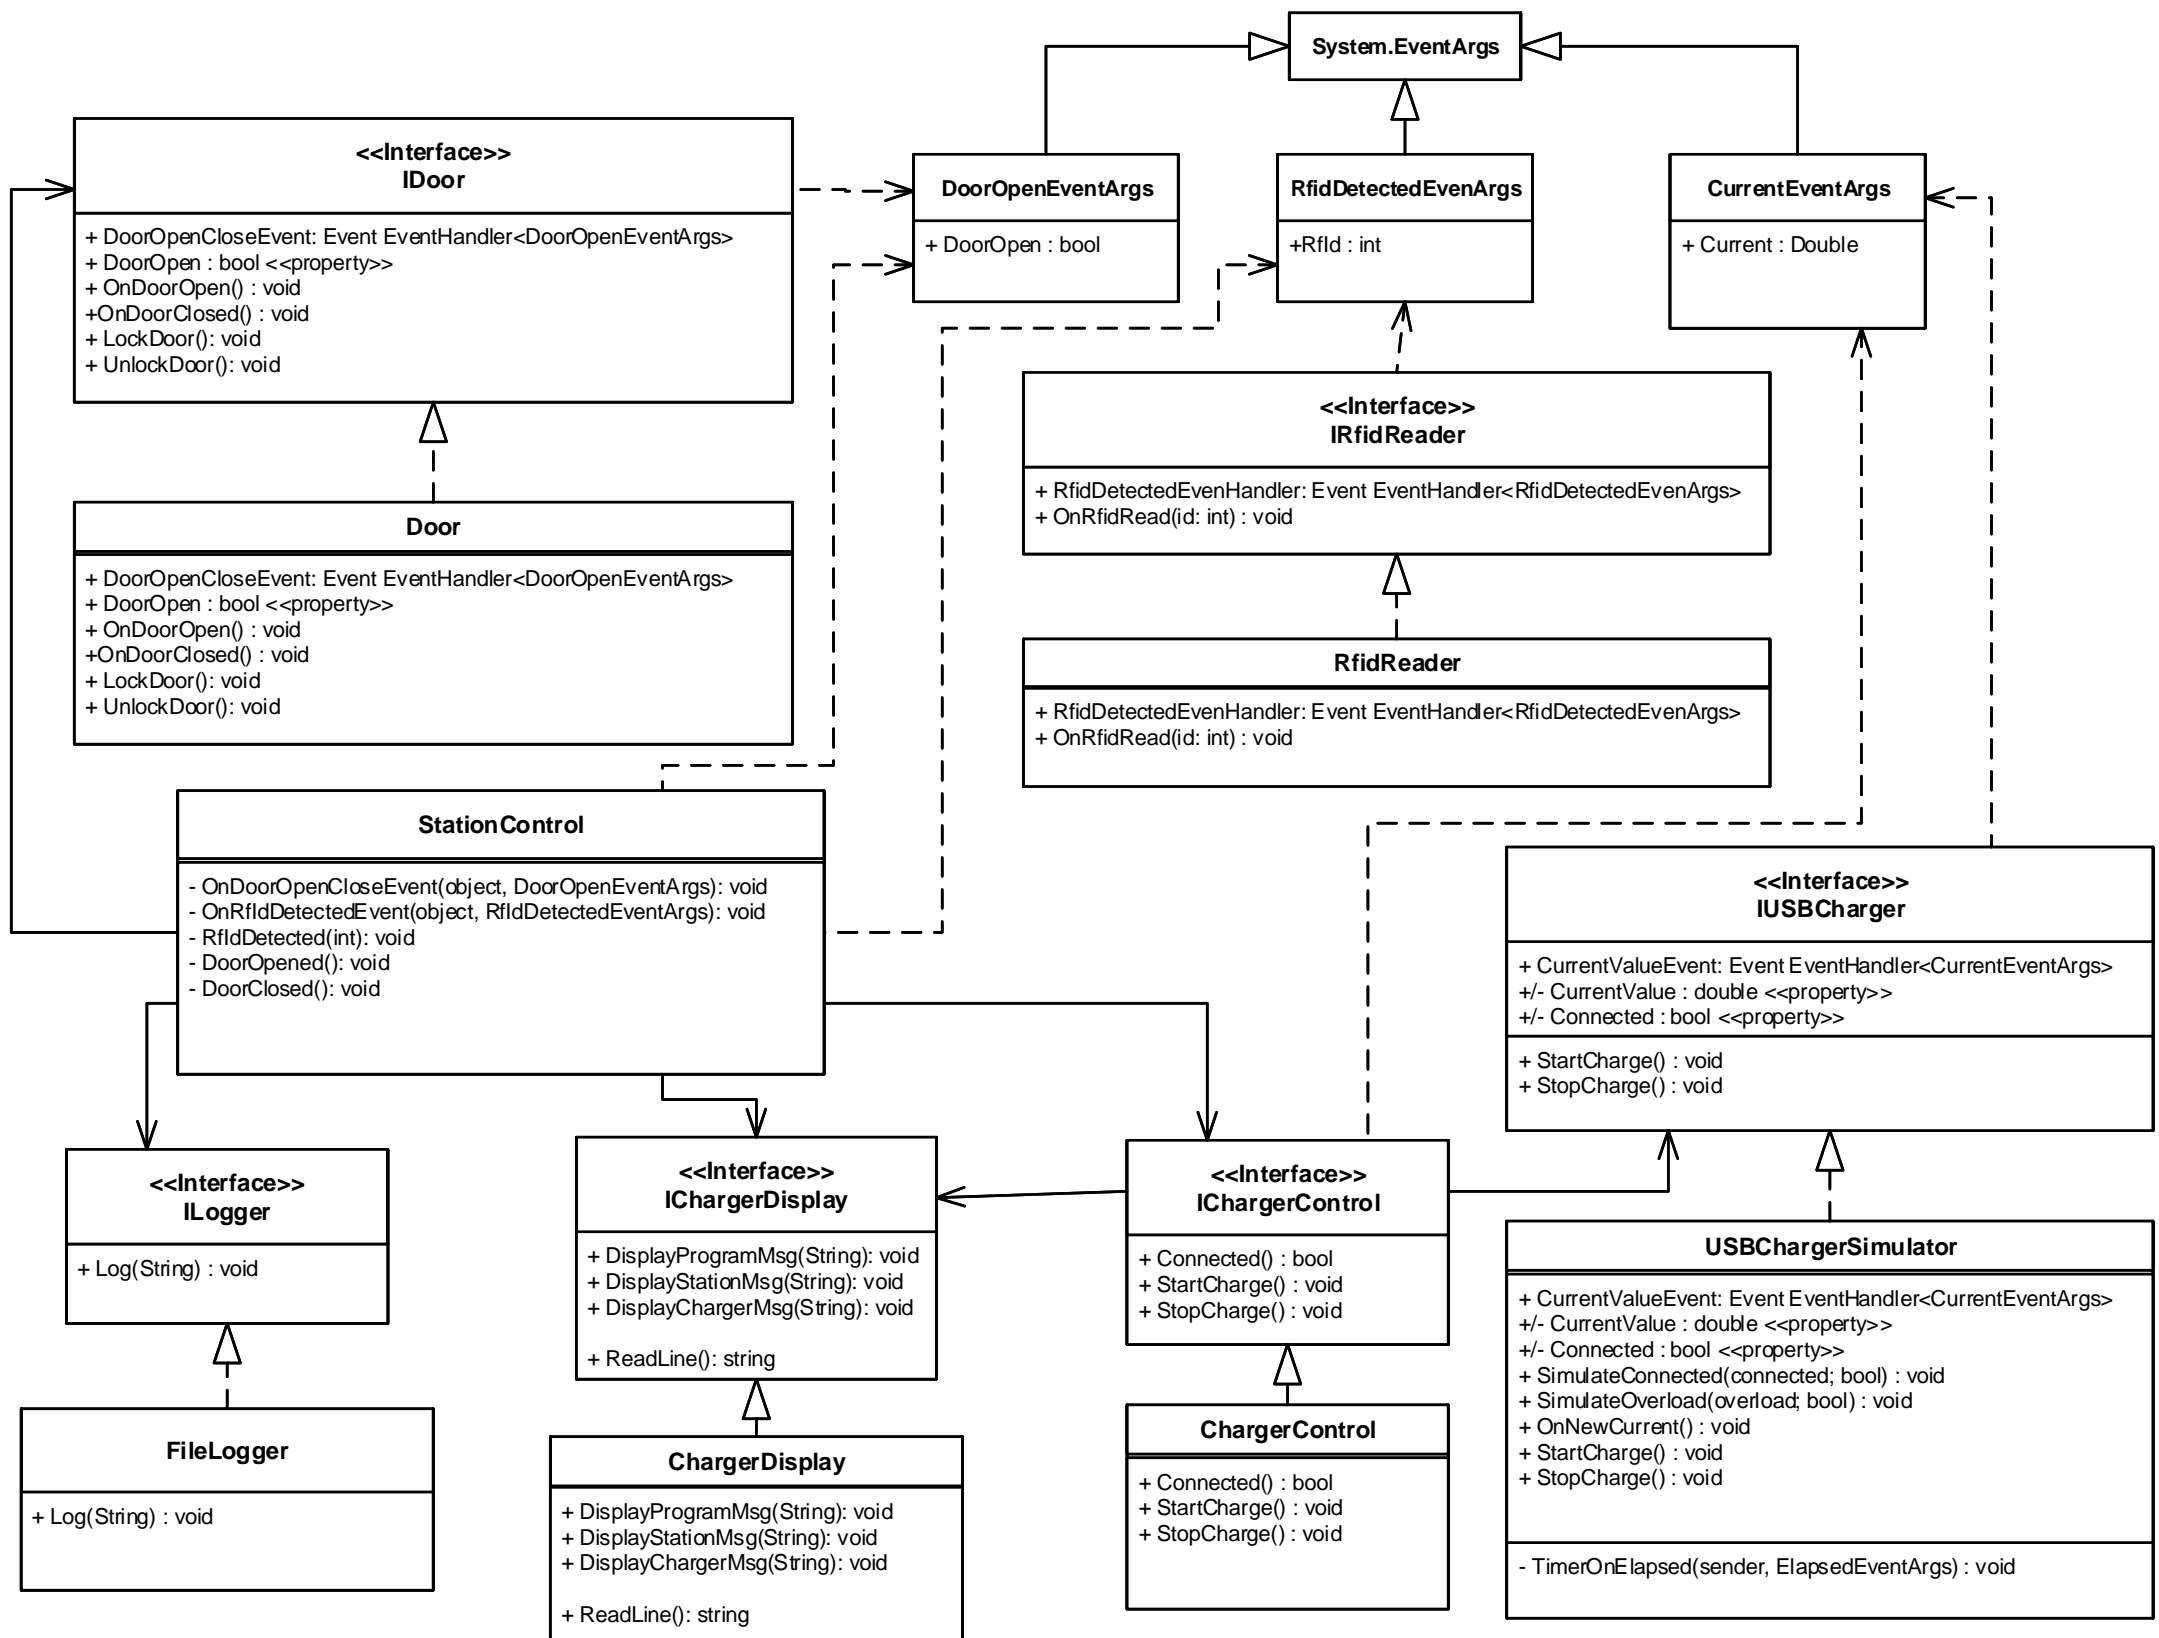 System.EventArgs
<<Interface>>
IDoor
+ DoorOpenCloseEvent: Event EventHandler<DoorOpenEventArgs>
+ DoorOpen : bool <<property>>
+ OnDoorOpen() : void
+OnDoorClosed() : void
+ LockDoor(): void
+ UnlockDoor(): void
DoorOpenEventArgs
+ DoorOpen : bool
RfidDetectedEvenArgs
+RfId : int
CurrentEventArgs
+ Current : Double
<<Interface>>
IRfidReader
+ RfidDetectedEvenHandler: Event EventHandler<RfidDetectedEvenArgs>
+ OnRfidRead(id: int) : void
Door
+ DoorOpenCloseEvent: Event EventHandler<DoorOpenEventArgs>
+ DoorOpen : bool <<property>>
+ OnDoorOpen() : void
+OnDoorClosed() : void
+ LockDoor(): void
+ UnlockDoor(): void
RfidReader
+ RfidDetectedEvenHandler: Event EventHandler<RfidDetectedEvenArgs>
+ OnRfidRead(id: int) : void
StationControl
- OnDoorOpenCloseEvent(object, DoorOpenEventArgs): void
- OnRfIdDetectedEvent(object, RfIdDetectedEventArgs): void
- RfIdDetected(int): void
- DoorOpened(): void
- DoorClosed(): void
<<Interface>>
IUSBCharger
+ CurrentValueEvent: Event EventHandler<CurrentEventArgs>
+/- CurrentValue : double <<property>>
+/- Connected : bool <<property>>
+ StartCharge() : void
+ StopCharge() : void
<<Interface>>
ILogger
+ Log(String) : void
<<Interface>>
IChargerDisplay
+ DisplayProgramMsg(String): void
+ DisplayStationMsg(String): void
+ DisplayChargerMsg(String): void
+ ReadLine(): string
<<Interface>>
IChargerControl
+ Connected() : bool
+ StartCharge() : void
+ StopCharge() : void
USBChargerSimulator
+ CurrentValueEvent: Event EventHandler<CurrentEventArgs>
+/- CurrentValue : double <<property>>
+/- Connected : bool <<property>>
+ SimulateConnected(connected; bool) : void
+ SimulateOverload(overload; bool) : void
+ OnNewCurrent() : void
+ StartCharge() : void
+ StopCharge() : void
- TimerOnElapsed(sender, ElapsedEventArgs) : void
FileLogger
+ Log(String) : void
ChargerDisplay
+ DisplayProgramMsg(String): void
+ DisplayStationMsg(String): void
+ DisplayChargerMsg(String): void
+ ReadLine(): string
ChargerControl
+ Connected() : bool
+ StartCharge() : void
+ StopCharge() : void